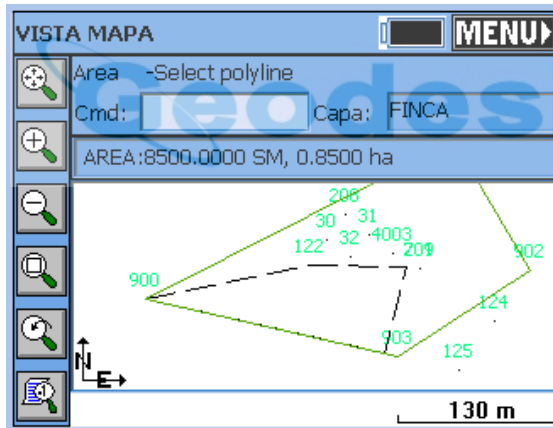 VISTA MAPA
MENU
Geodos
Area -Select polyline
Cmd:
Capa: FINCA
AREA:8500.0000 SM, 0.8500 ha
206
30 31
122 32 4003
902
900
124
903
125
N
E
130 m